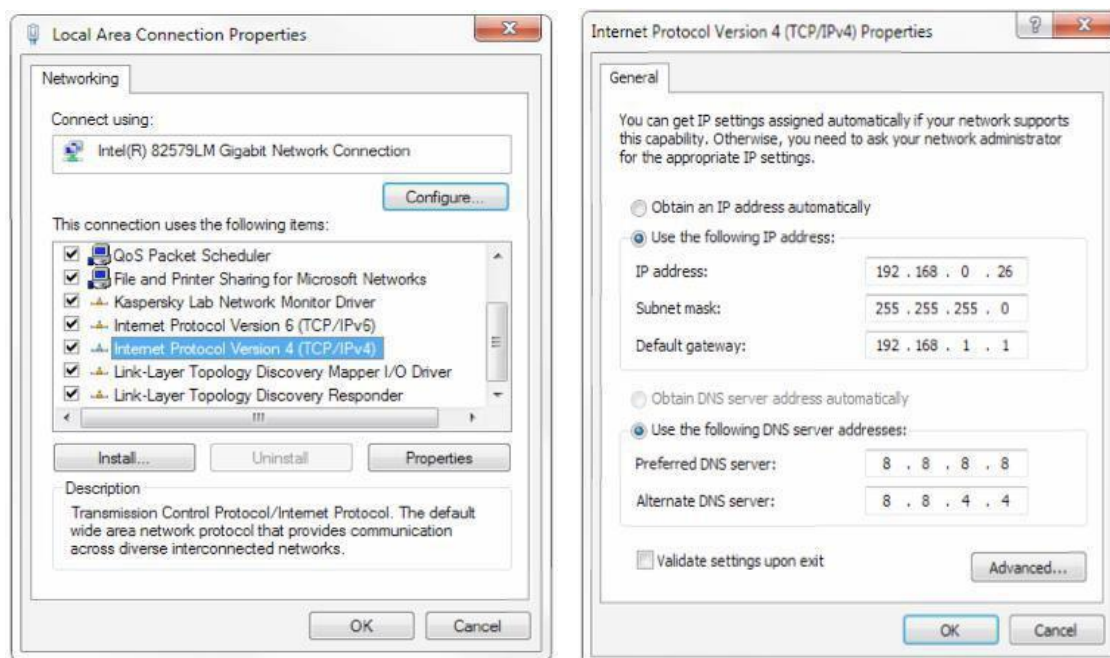 Local Area Connection Properties
Networking
Connect using:
Intel(R) 82579LM Gigabit Network Connection
Configure...
This connection uses the following items:
QoS Packet Scheduler
File and Printer Sharing for Microsoft Networks
Kaspersky Lab Network Monitor Driver
Internet Protocol Version 6 (TCP/IPv6)
Internet Protocol Version 4 (TCP/IPv4)
Link-Layer Topology Discovery Mapper I/O Driver
Link-Layer Topology Discovery Responder
Install...
Uninstall
Properties
Description
Transmission Control Protocol/Internet Protocol. The default
wide area network protocol that provides communication
across diverse interconnected networks.
OK
Cancel
Internet Protocol Version 4 (TCP/IPv4) Properties
General
You can get IP settings assigned automatically if your network supports
this capability. Otherwise, you need to ask your network administrator
for the appropriate IP settings.
Obtain an IP address automatically
Use the following IP address:
IP address: 192 . 168 . 0 . 26
Subnet mask: 255 . 255 . 255 . 0
Default gateway: 192 . 168 . 1 . 1
Obtain DNS server address automatically
Use the following DNS server addresses:
Preferred DNS server: 8 . 8 . 8 . 8
Alternate DNS server: 8 . 8 . 4 . 4
Validate settings upon exit
Advanced...
OK
Cancel